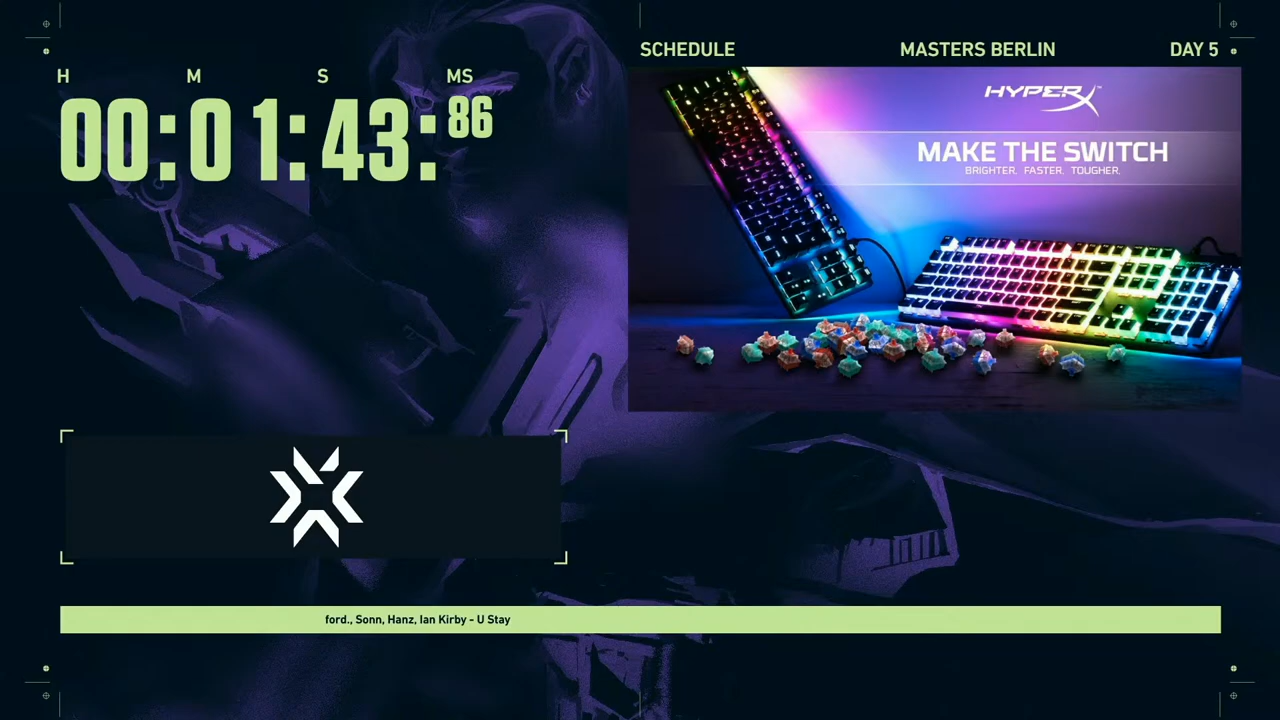 H M S MS
00:01:43:86
SCHEDULE MASTERS BERLIN DAY 5
HYPERX
MAKE THE SWITCH
BRIGHTER. FASTER. TOUGHER.
ford., Sonn, Hanz, Ian Kirby - U Stay